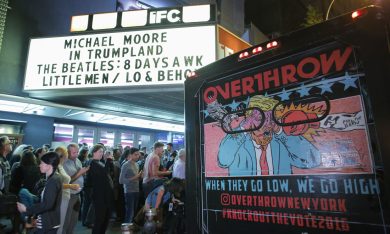 IFC
MICHAEL MOORE
IN TRUMPLAND
THE BEATLES: 8 DAYS A WK
LITTLE MEN / LO & BEHO
OVERTHROW
WHEN THEY GO LOW, WE GO HIGH
OVERTHROWNEWYORK
#KNOCKOUTTHEVOTE2016